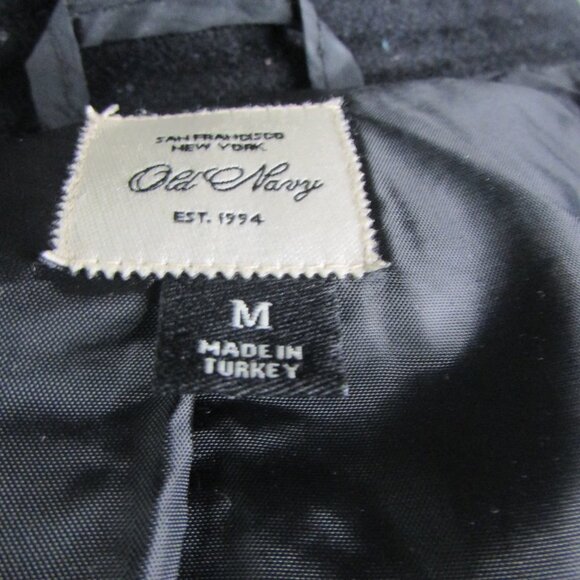 SAN FRANCISCO
NEW YORK
Old Navy
EST. 1994
M
MADE IN
TURKEY